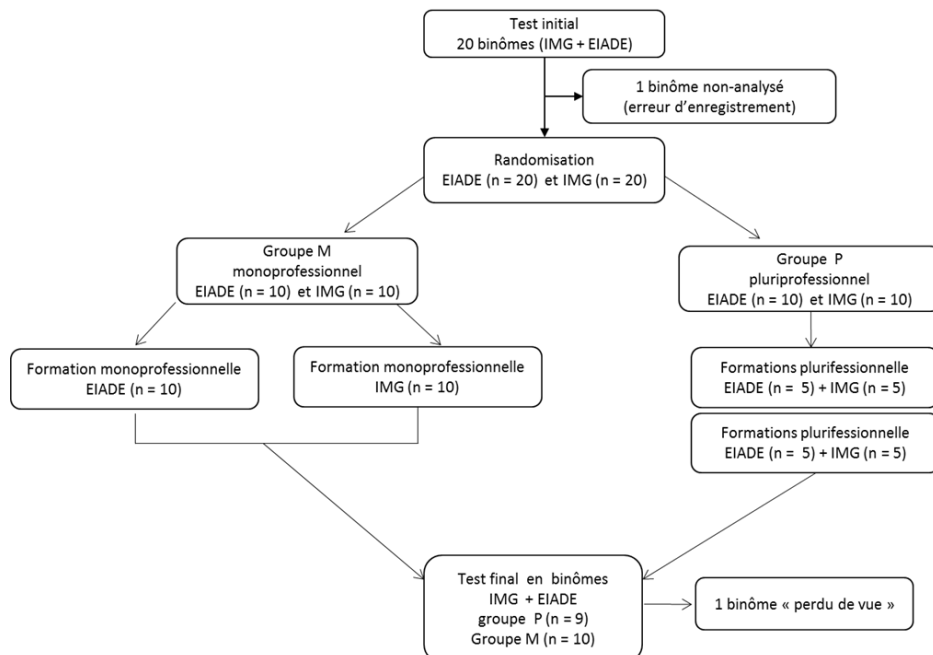 Test initial
20 binômes (IMG + EIADE)
1 binôme non-analysé
(erreur d’enregistrement)
Randomisation
EIADE (n = 20) et IMG (n = 20)
Groupe M
monoprofessionnel
EIADE (n = 10) et IMG (n = 10)
Groupe P
pluriprofessionnel
EIADE (n = 10) et IMG (n = 10)
Formation monoprofessionnelle
EIADE (n = 10)
Formation monoprofessionnelle
IMG (n = 10)
Formations plurifessionnelle
EIADE (n = 5) + IMG (n = 5)
Formations plurifessionnelle
EIADE (n = 5) + IMG (n = 5)
Test final en binômes
IMG + EIADE
groupe P (n = 9)
Groupe M (n = 10)
1 binôme « perdu de vue »